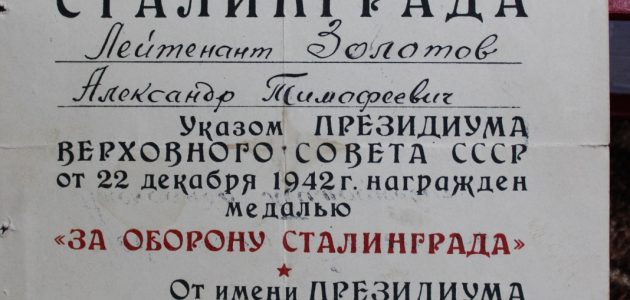 СТАЛИНГРАДА
Лейтенант Золотов
Александр Тимофеевич
Указом ПРЕЗИДИУМА
ВЕРХОВНОГО СОВЕТА СССР
от 22 декабря 1942 г. награжден
медалью
«ЗА ОБОРОНУ СТАЛИНГРАДА»
От имени ПРЕЗИДИУМА